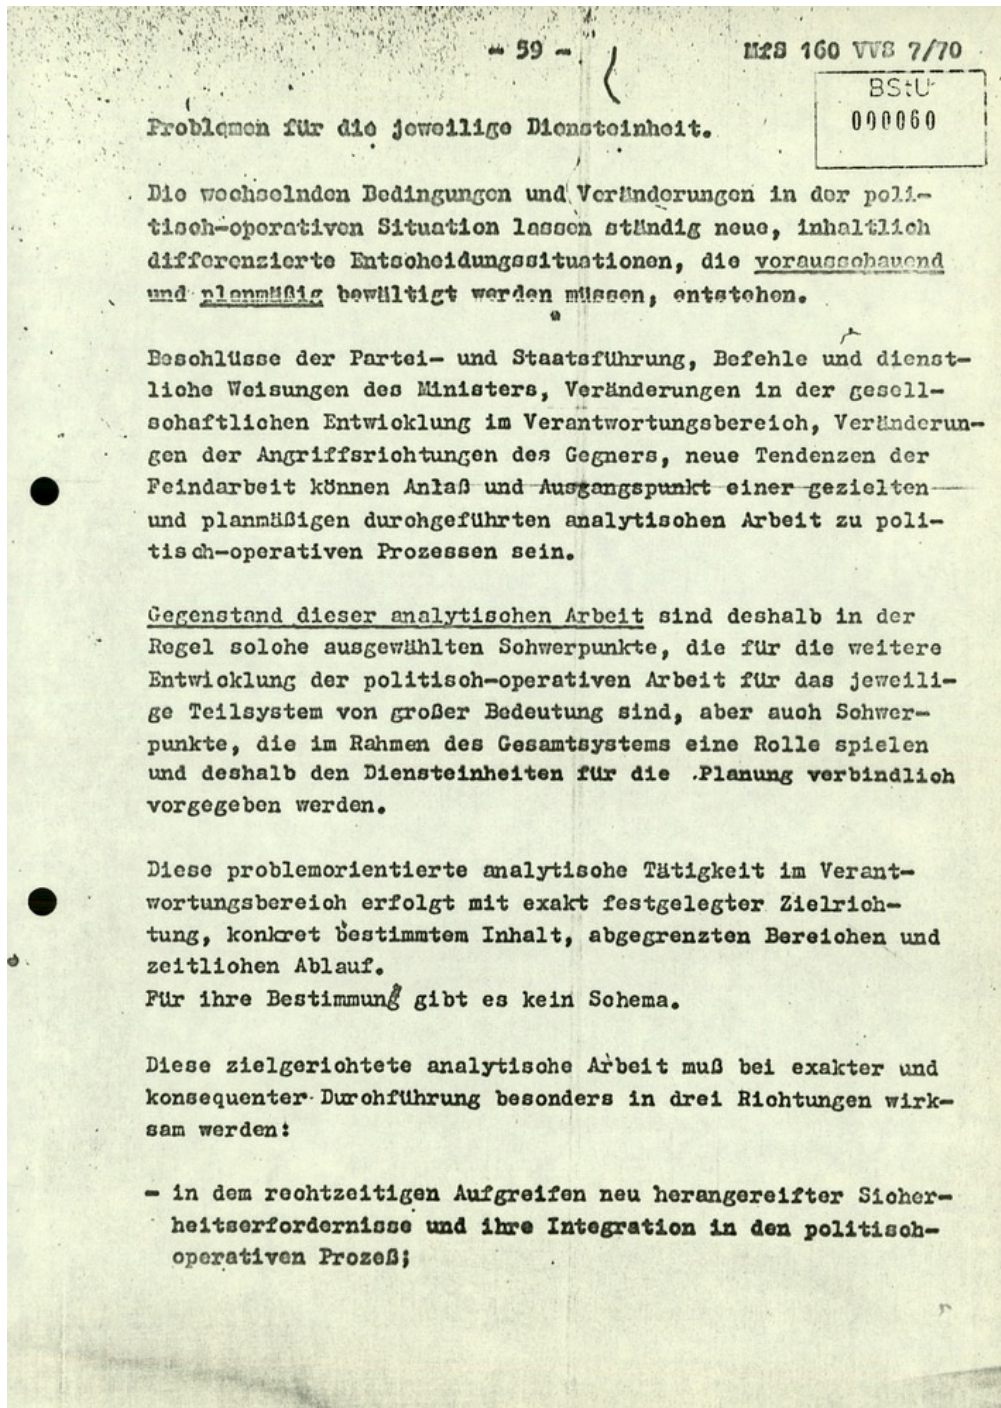 - 59 -
MfS 160 VVS 7/70
BStU
000060
Problemen für die jeweilige Diensteinheit.
Die wechselnden Bedingungen und Veränderungen in der poli-
tisch-operativen Situation lassen ständig neue, inhaltlich
differenzierte Entscheidungssituationen, die vorausschauend
und planmäßig bewältigt werden müssen, entstehen.
Beschlüsse der Partei- und Staatsführung, Befehle und dienst-
liche Weisungen des Ministers, Veränderungen in der gesell-
schaftlichen Entwicklung im Verantwortungsbereich, Veränderun-
gen der Angriffsrichtungen des Gegners, neue Tendenzen der
Feindarbeit können Anlaß und Ausgangspunkt einer gezielten
und planmäßigen durchgeführten analytischen Arbeit zu poli-
tisch-operativen Prozessen sein.
Gegenstand dieser analytischen Arbeit sind deshalb in der
Regel solche ausgewählten Schwerpunkte, die für die weitere
Entwicklung der politisch-operativen Arbeit für das jeweili-
ge Teilsystem von großer Bedeutung sind, aber auch Schwer-
punkte, die im Rahmen des Gesamtsystems eine Rolle spielen
und deshalb den Diensteinheiten für die Planung verbindlich
vorgegeben werden.
Diese problemorientierte analytische Tätigkeit im Verant-
wortungsbereich erfolgt mit exakt festgelegter Zielrich-
tung, konkret bestimmtem Inhalt, abgegrenzten Bereichen und
zeitlichen Ablauf.
Für ihre Bestimmung gibt es kein Schema.
Diese zielgerichtete analytische Arbeit muß bei exakter und
konsequenter Durchführung besonders in drei Richtungen wirk-
sam werden:
- in dem rechtzeitigen Aufgreifen neu herangereifter Sicher-
heitserfordernisse und ihre Integration in den politisch-
operativen Prozeß;